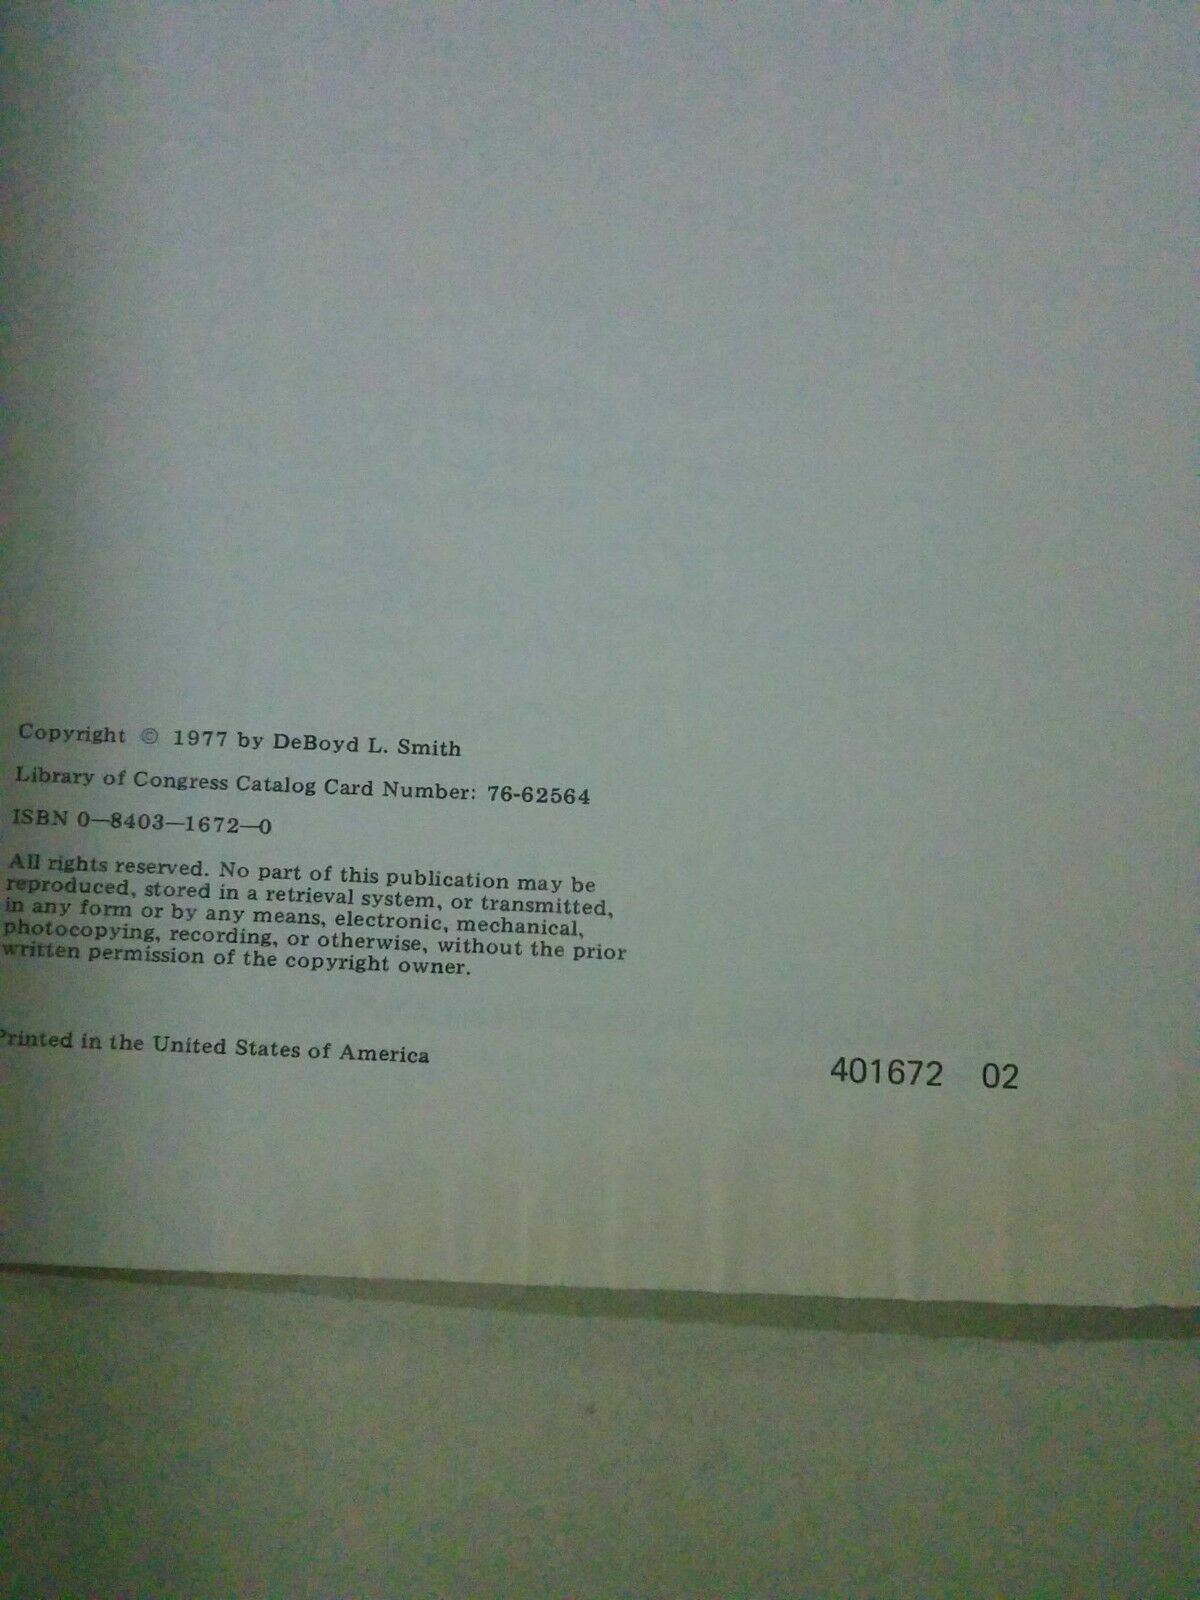 Copyright © 1977 by DeBoyd L. Smith
Library of Congress Catalog Card Number: 76-62564
ISBN 0—8403—1672—0
All rights reserved. No part of this publication may be
reproduced, stored in a retrieval system, or transmitted,
in any form or by any means, electronic, mechanical,
photocopying, recording, or otherwise, without the prior
written permission of the copyright owner.
Printed in the United States of America
401672 02